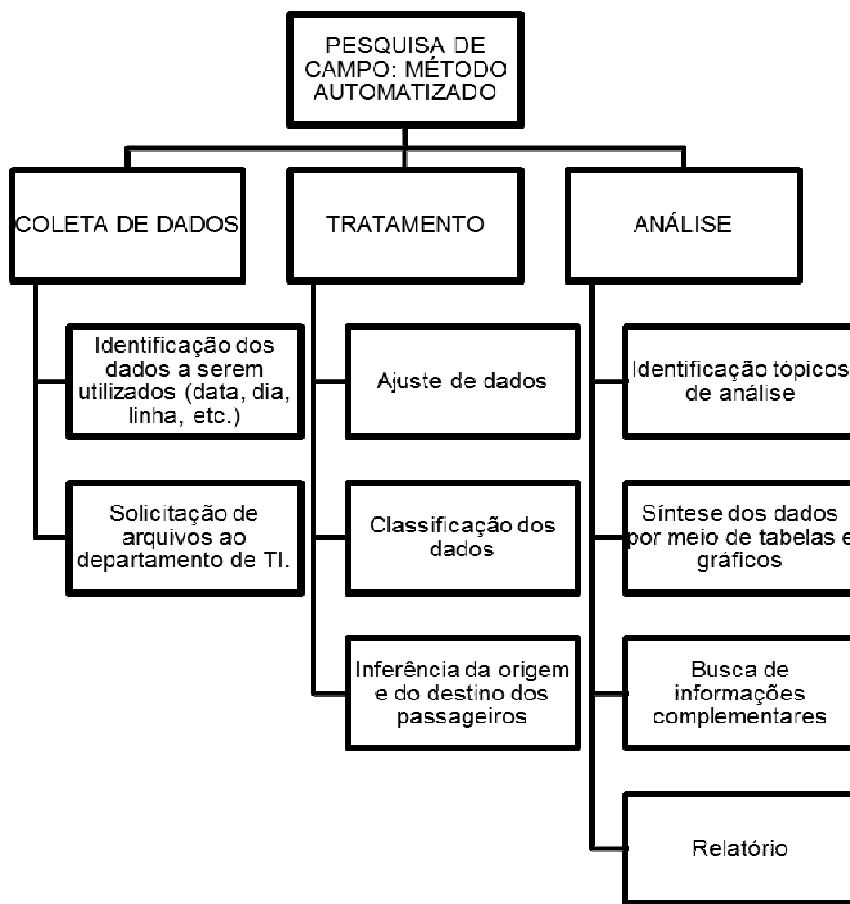 PESQUISA DE
CAMPO: MÉTODO
AUTOMATIZADO
COLETA DE DADOS
TRATAMENTO
ANÁLISE
Identificação dos
dados a serem
utilizados (data, dia,
linha, etc.)
Solicitação de
arquivos ao
departamento de TI.
Ajuste de dados
Classificação dos
dados
Inferência da origem
e do destino dos
passageiros
Identificação tópicos
de análise
Síntese dos dados
por meio de tabelas e
gráficos
Busca de
informações
complementares
Relatório